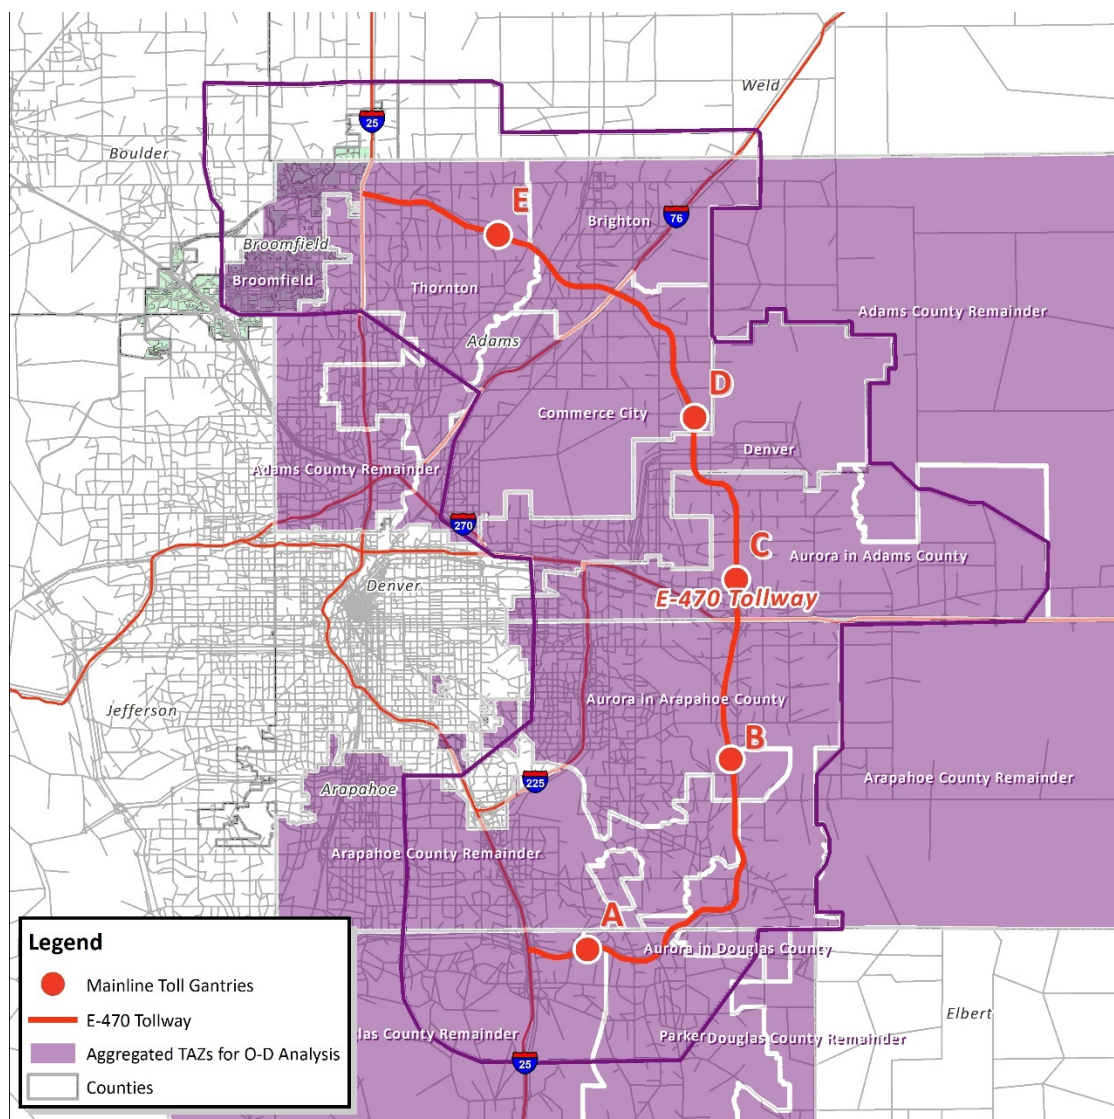 Weld
25
Boulder
E
76
Brighton
Broomfield
Broomfield
Thornton
Adams County Remainder
Adams
D
Commerce City
Denver
Adams County Remainder
270
C
Aurora in Adams County
Denver
E-470 Tollway
Aurora in Arapahoe County
Jefferson
B
Arapahoe County Remainder
225
Arapahoe
Arapahoe County Remainder
A
Aurora in Douglas County
Elbert
glas County Remainder
Parker
Douglas County Remainder
25
Legend
Mainline Toll Gantries
E-470 Tollway
Aggregated TAZs for O-D Analysis
Counties